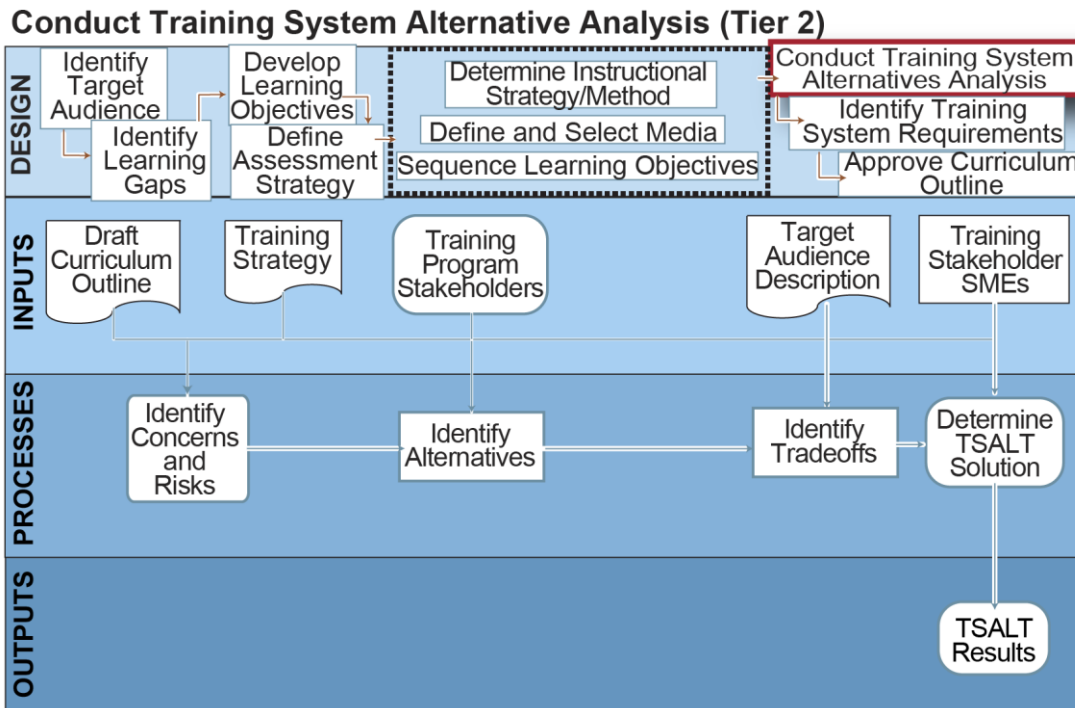 Conduct Training System Alternative Analysis (Tier 2)
DESIGN
Identify
Target
Audience
Identify
Learning
Gaps
Develop
Learning
Objectives
Define
Assessment
Strategy
Determine Instructional
Strategy/Method
Define and Select Media
Sequence Learning Objectives
Conduct Training System
Alternatives Analysis
Identify Training
System Requirements
Approve Curriculum
Outline
INPUTS
Draft
Curriculum
Outline
Training
Strategy
Training
Program
Stakeholders
Target
Audience
Description
Training
Stakeholder
SMEs
PROCESSES
Identify
Concerns
and
Risks
Identify
Alternatives
Identify
Tradeoffs
Determine
TSALT
Solution
OUTPUTS
TSALT
Results